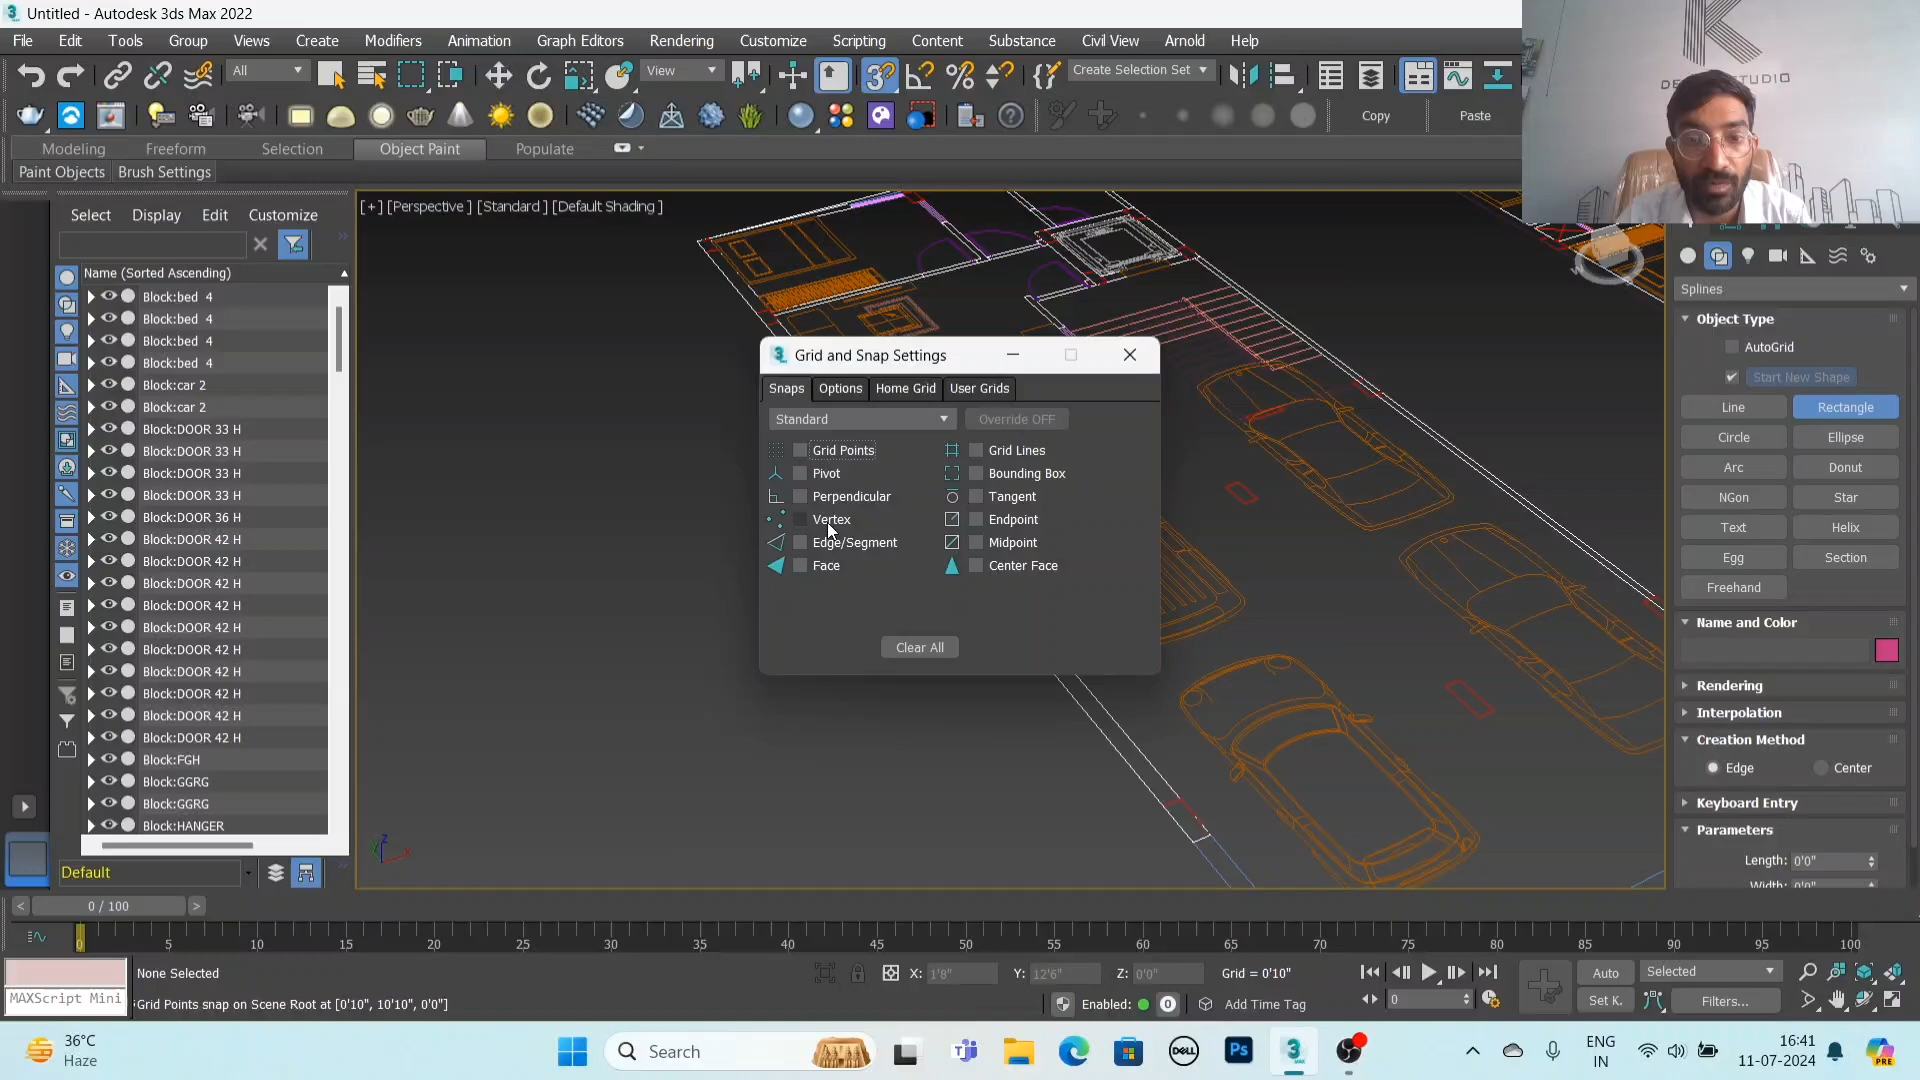 Untitled - Autodesk 3ds Max 2022
File Edit Tools Group Views Create Modifiers Animation Graph Editors Rendering Customize Scripting Content Substance Civil View Arnold Help
All View Create Selection Set Copy Paste
Modeling Freeform Selection Object Paint Populate
Paint Objects Brush Settings
Select Display Edit Customize
Name (Sorted Ascending)
Block:bed 4
Block:bed 4
Block:bed 4
Block:bed 4
Block:car 2
Block:car 2
Block:DOOR 33 H
Block:DOOR 33 H
Block:DOOR 33 H
Block:DOOR 33 H
Block:DOOR 36 H
Block:DOOR 42 H
Block:DOOR 42 H
Block:DOOR 42 H
Block:DOOR 42 H
Block:DOOR 42 H
Block:DOOR 42 H
Block:DOOR 42 H
Block:DOOR 42 H
Block:DOOR 42 H
Block:DOOR 42 H
Block:FGH
Block:GGRG
Block:GGRG
Block:HANGER
Default
[+] [Perspective ] [Standard ] [Default Shading ]
Grid and Snap Settings
Snaps Options Home Grid User Grids
Standard Override OFF
Grid Points Grid Lines
Pivot Bounding Box
Perpendicular Tangent
Vertex Endpoint
Edge/Segment Midpoint
Face Center Face
Clear All
Splines
Object Type
AutoGrid
Start New Shape
Line Rectangle
Circle Ellipse
Arc Donut
NGon Star
Text Helix
Egg Section
Freehand
Name and Color
Rendering
Interpolation
Creation Method
Edge Center
Keyboard Entry
Parameters
Length: 0'0"
Width: 0'0"
< 0 / 100 >
0 5 10 15 20 25 30 35 40 45 50 55 60 65 70 75 80 85 90 95 100
None Selected X: 1'8" Y: 12'6" Z: 0'0" Grid = 0'10" Auto Selected
MAXScript Mini Grid Points snap on Scene Root at [0'10", 10'10", 0'0"] Enabled: 0 Add Time Tag 0 Set K. Filters...
36°C
Haze
Search
DELL
Ps
3
ENG
IN
16:41
11-07-2024
PRE